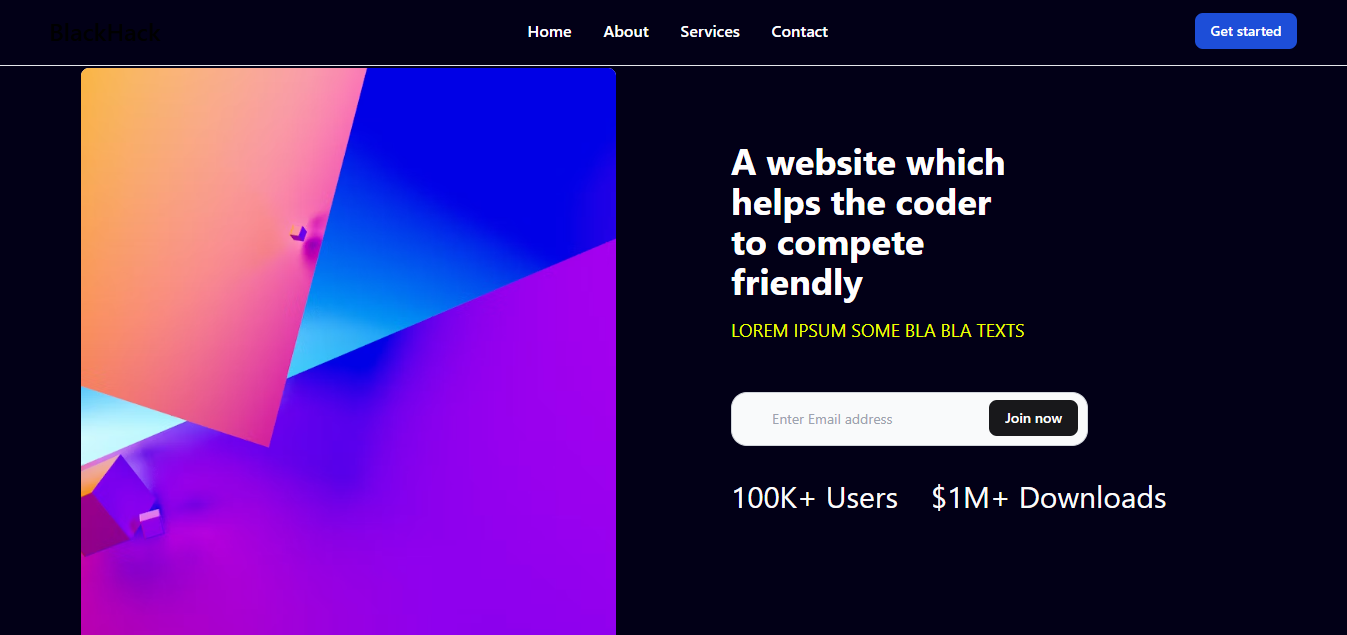 BlackHack
Home About Services Contact
Get started
A website which
helps the coder
to compete
friendly
LOREM IPSUM SOME BLA BLA TEXTS
Enter Email address
Join now
100K+ Users $1M+ Downloads